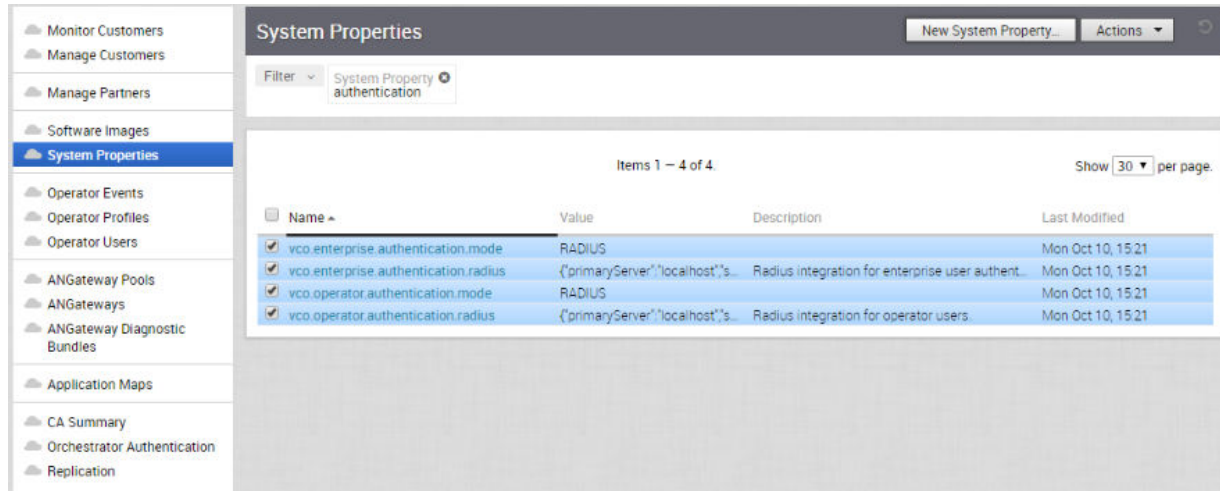 Monitor Customers
Manage Customers
Manage Partners
Software Images
System Properties
Operator Events
Operator Profiles
Operator Users
ANGateway Pools
ANGateways
ANGateway Diagnostic
Bundles
Application Maps
CA Summary
Orchestrator Authentication
Replication
System Properties
New System Property...
Actions
Filter
System Property
authentication
Items 1 – 4 of 4.
Show 30 per page.
Name Value Description Last Modified
vco.enterprise.authentication.mode RADIUS Mon Oct 10, 15:21
vco.enterprise.authentication.radius {"primaryServer":"localhost","s... Radius integration for enterprise user authent... Mon Oct 10, 15:21
vco.operator.authentication.mode RADIUS Mon Oct 10, 15:21
vco.operator.authentication.radius {"primaryServer":"localhost","s... Radius integration for operator users. Mon Oct 10, 15:21